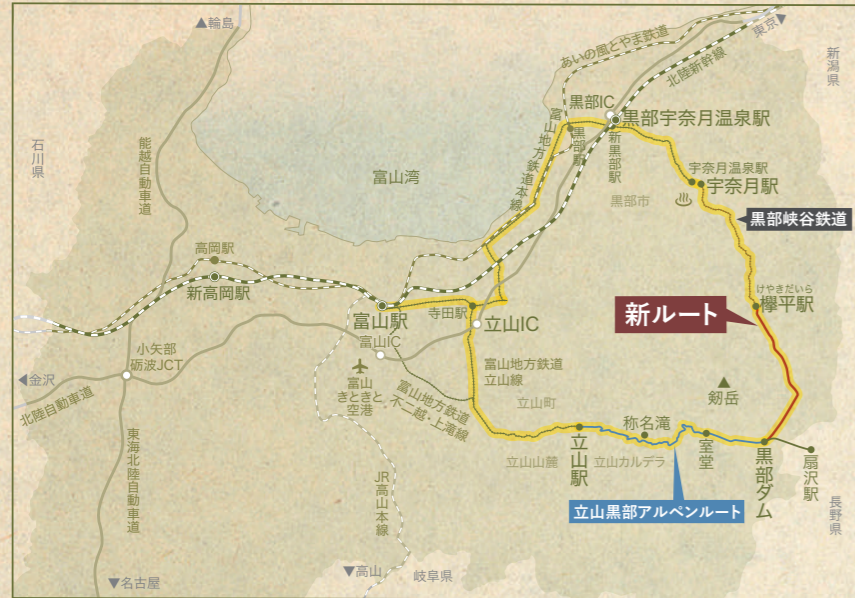 ▲輪島
東京▼
あいの風とやま鉄道
北陸新幹線
新潟県
石川県
能越自動車道
富山湾
富山地方鉄道本線
黒部IC
黒部駅
黒部宇奈月温泉駅
新黒部駅
宇奈月温泉駅
宇奈月駅
黒部市
黒部峡谷鉄道
高岡駅
新高岡駅
けやきだいら
欅平駅
新ルート
富山駅
寺田駅
立山IC
富山IC
小矢部
砺波JCT
◀金沢
北陸自動車道
富山
きときと
空港
富山地方鉄道
不二越・上滝線
富山地方鉄道
立山線
立山町
剱岳
東海北陸自動車道
JR高山本線
立山山麓
立山駅
称名滝
立山カルデラ
室堂
黒部ダム
扇沢駅
立山黒部アルペンルート
長野県
▼名古屋
▼高山
岐阜県